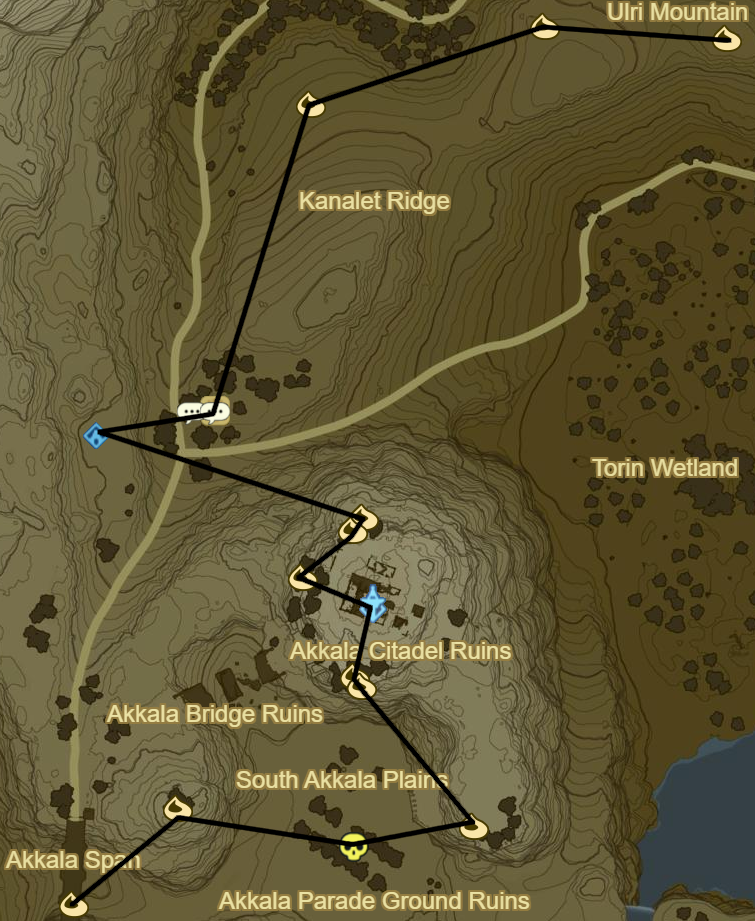 Ulri Mountain
Kanalet Ridge
Torin Wetland
Akkala Citadel Ruins
Akkala Bridge Ruins
South Akkala Plains
Akkala Span
Akkala Parade Ground Ruins